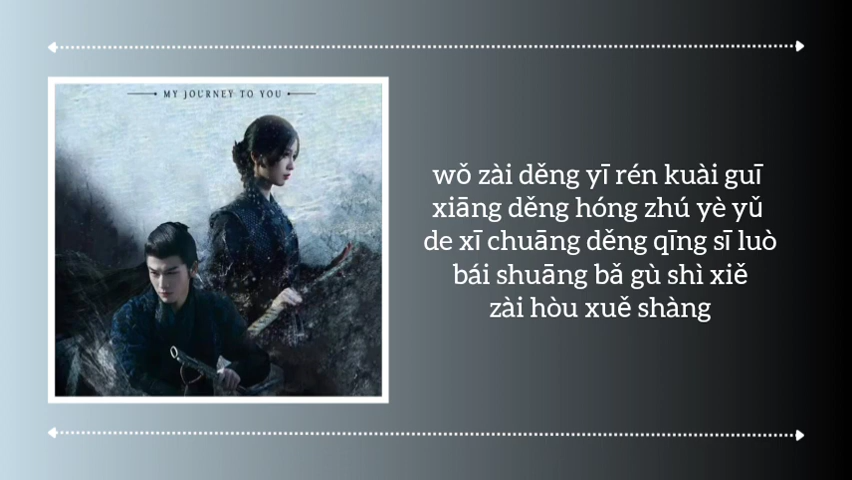 MY JOURNEY TO YOU
wǒ zài děng yī rén kuài guī
xiāng děng hóng zhú yè yǔ
de xī chuāng děng qīng sī luò
bái shuāng bǎ gù shì xiě
zài hòu xuě shàng